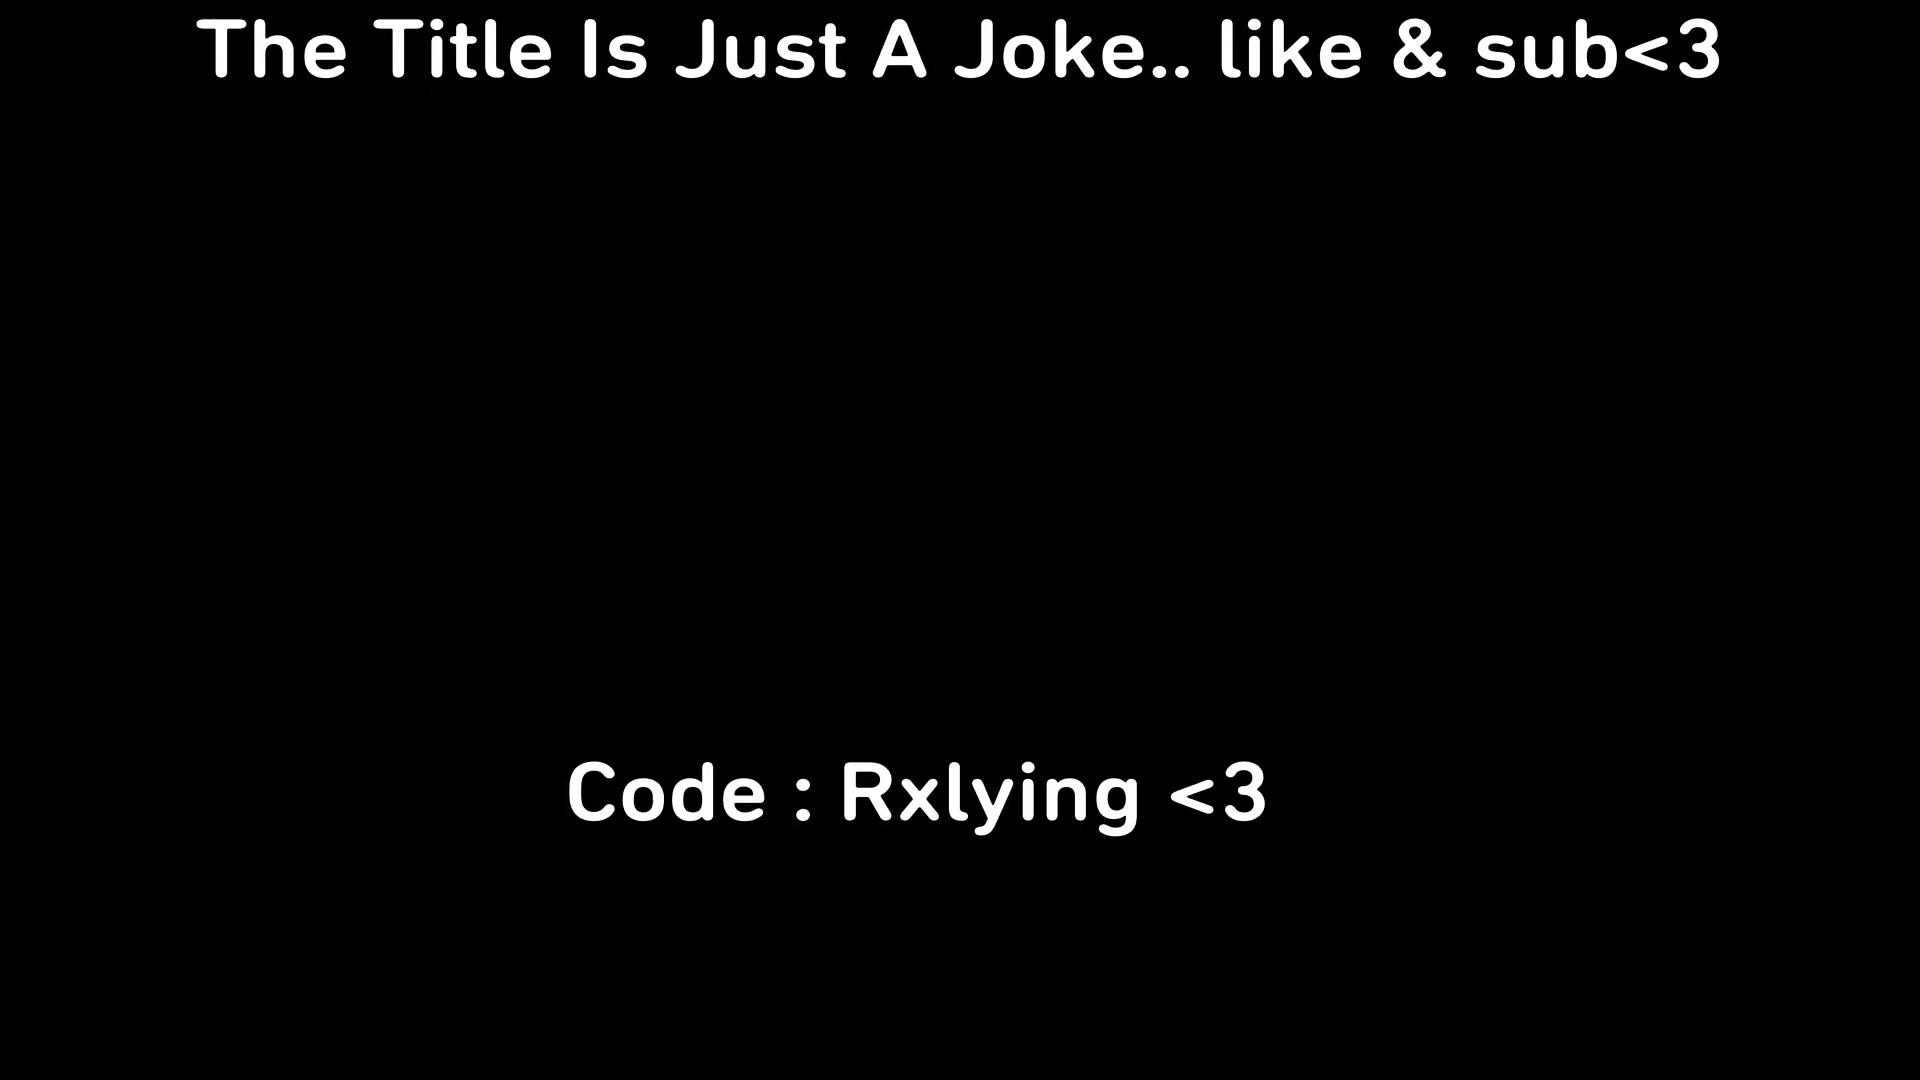 The Title Is Just A Joke.. like & sub<3
Code : Rxlying <3